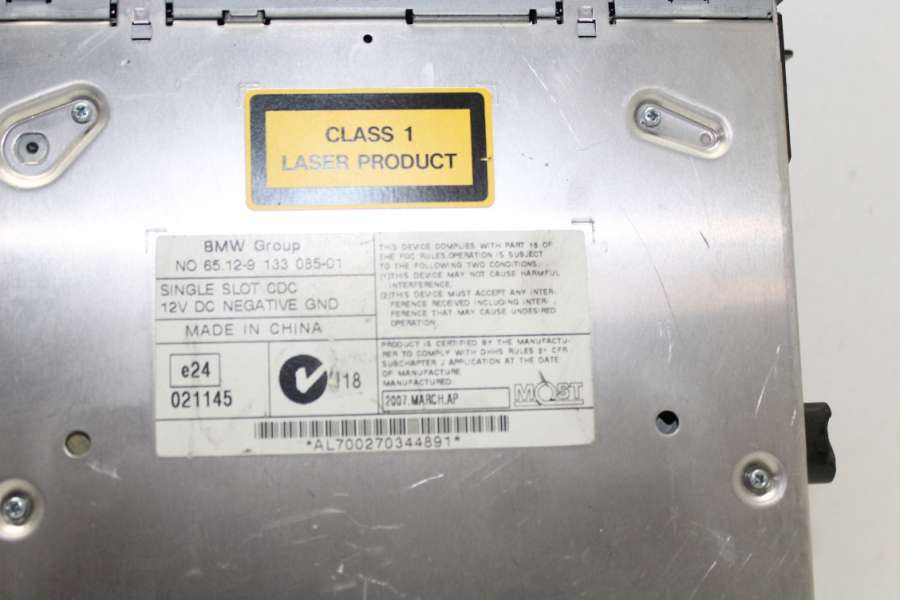 CLASS 1
LASER PRODUCT
BMW Group
NO 65.12-9 133 085-01
SINGLE SLOT CDC
12V DC NEGATIVE GND
MADE IN CHINA
e24
021145
J18
THIS DEVICE COMPLIES WITH PART 15 OF
THE FCC RULES.OPERATION IS SUBJECT
TO THE FOLLOWING TWO CONDITIONS.
(1)THIS DEVICE MAY NOT CAUSE HARMFUL
INTERFERENCE.
(2)THIS DEVICE MUST ACCEPT ANY INTER-
FERENCE RECEIVED INCLUDING INTER-
FERENCE THAT MAY CAUSE UNDESIRED
OPERATION.
PRODUCT IS CERTIFIED BY THE MANUFACTU-
RER TO COMPLY WITH DHHS RULES BY CFR
SUBCHAPTER J APPLICATION AT THE DATE
OF MANUFACTURE
MANUFACTURED:
2007.MARCH.AP
MOST
*AL700270344891*